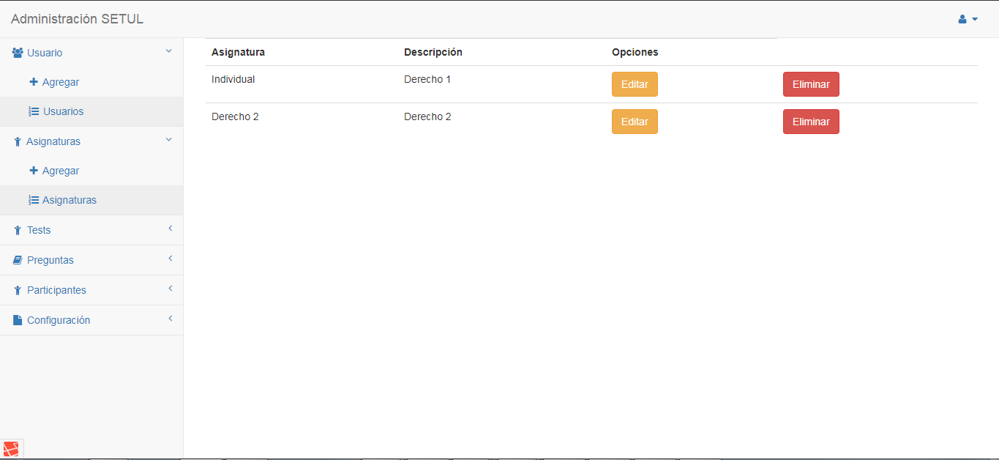 Administración SETUL
Usuario
Agregar
Usuarios
Asignaturas
Agregar
Asignaturas
Tests
Preguntas
Participantes
Configuración
Asignatura Descripción Opciones
Individual Derecho 1 Editar Eliminar
Derecho 2 Derecho 2 Editar Eliminar